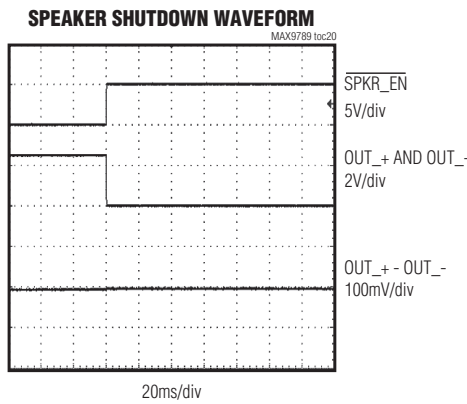 SPEAKER SHUTDOWN WAVEFORM
MAX9789 toc20
SPKR_EN
5V/div
OUT_+ AND OUT_-
2V/div
OUT_+ - OUT_-
100mV/div
20ms/div